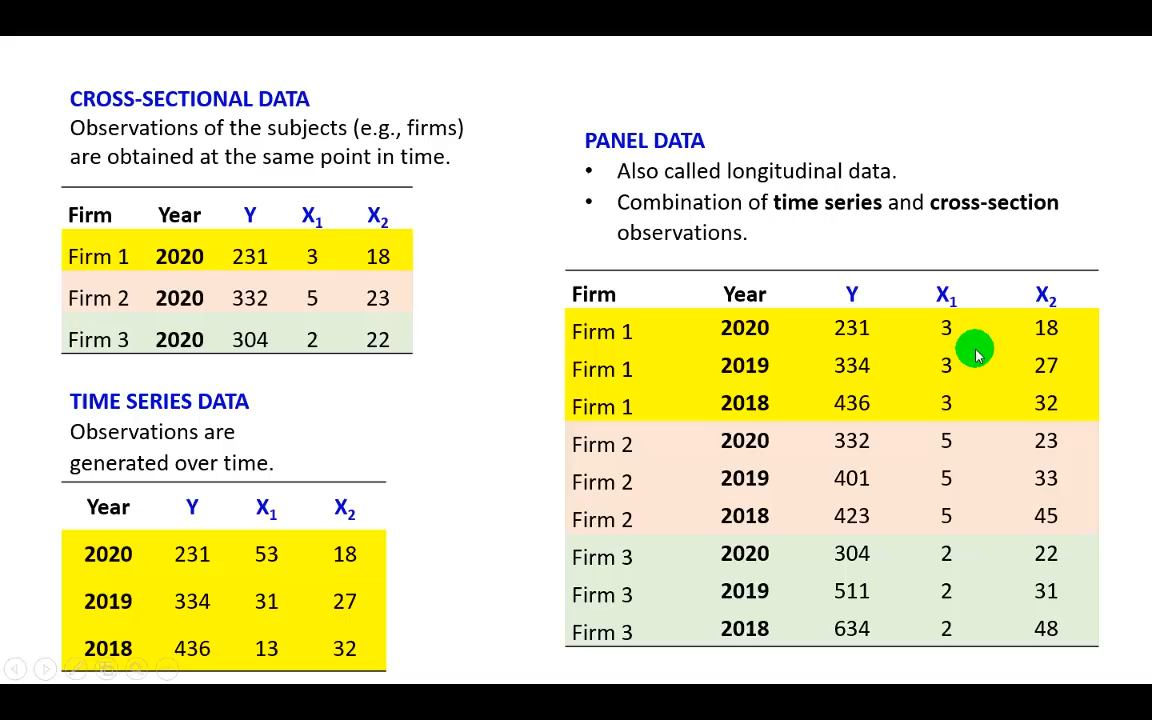 CROSS-SECTIONAL DATA
Observations of the subjects (e.g., firms)
are obtained at the same point in time.
Firm Year Y X1 X2
Firm 1 2020 231 3 18
Firm 2 2020 332 5 23
Firm 3 2020 304 2 22
TIME SERIES DATA
Observations are
generated over time.
Year Y X1 X2
2020 231 53 18
2019 334 31 27
2018 436 13 32
PANEL DATA
• Also called longitudinal data.
• Combination of time series and cross-section
observations.
Firm Year Y X1 X2
Firm 1 2020 231 3 18
Firm 1 2019 334 3 27
Firm 1 2018 436 3 32
Firm 2 2020 332 5 23
Firm 2 2019 401 5 33
Firm 2 2018 423 5 45
Firm 3 2020 304 2 22
Firm 3 2019 511 2 31
Firm 3 2018 634 2 48